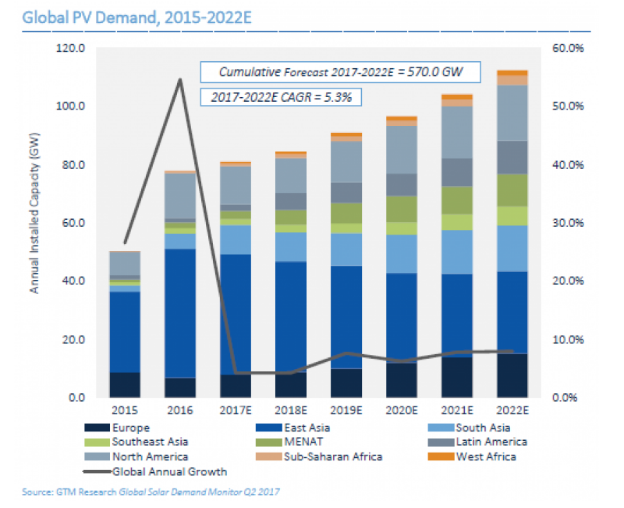 Global PV Demand, 2015-2022E
120.0
100.0
80.0
60.0
40.0
20.0
0.0
Annual Installed Capacity (GW)
Cumulative Forecast 2017-2022E = 570.0 GW
2017-2022E CAGR = 5.3%
60.0%
50.0%
40.0%
30.0%
20.0%
10.0%
0.0%
2015 2016 2017E 2018E 2019E 2020E 2021E 2022E
Europe East Asia South Asia
Southeast Asia MENAT Latin America
North America Sub-Saharan Africa West Africa
Global Annual Growth
Source: GTM Research Global Solar Demand Monitor Q2 2017